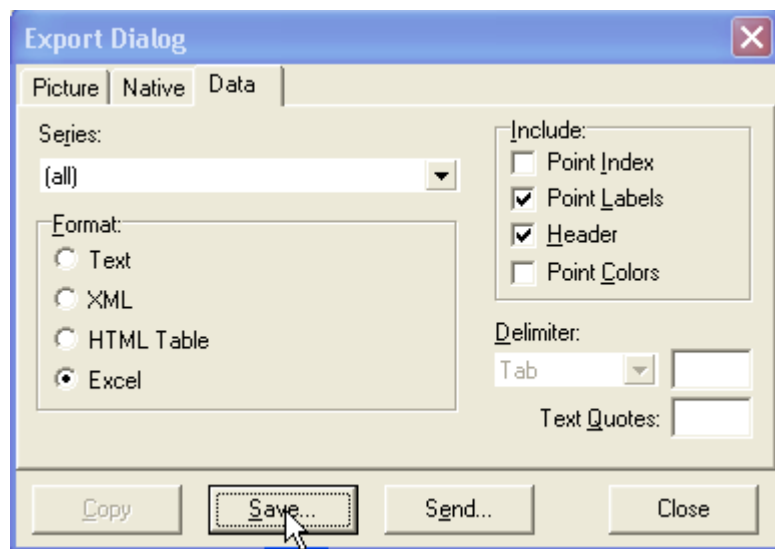 Export Dialog
Picture Native Data
Series:
(all)
Format:
Text
XML
HTML Table
Excel
Include:
Point Index
Point Labels
Header
Point Colors
Delimiter:
Tab
Text Quotes:
Copy Save... Send... Close